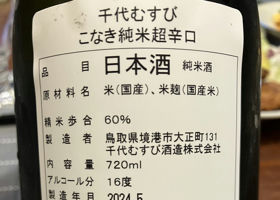 千代むすび
こなき純米超辛口
品目 日本酒 純米酒
原材料名 米(国産)、米麹(国産米)
精米歩合 60%
製造者 鳥取県境港市大正町131
千代むすび酒造株式会社
内容量 720ml
アルコール分 16度
製造年月 2024.5